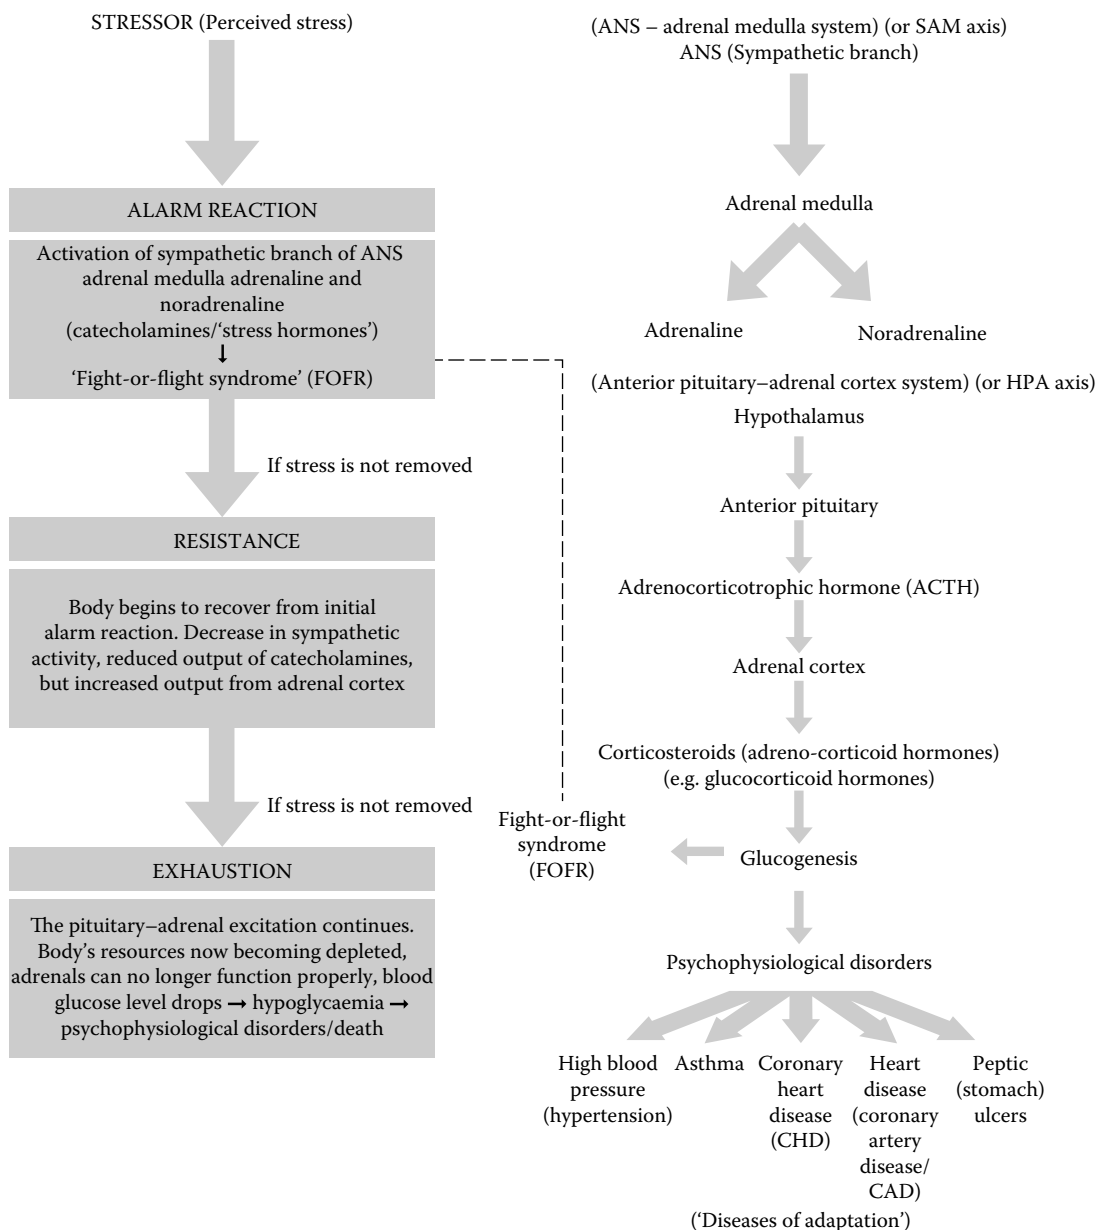 STRESSOR (Perceived stress)
ALARM REACTION
Activation of sympathetic branch of ANS
adrenal medulla adrenaline and
noradrenaline
(catecholamines/‘stress hormones’)
‘Fight-or-flight syndrome’ (FOFR)
If stress is not removed
RESISTANCE
Body begins to recover from initial
alarm reaction. Decrease in sympathetic
activity, reduced output of catecholamines,
but increased output from adrenal cortex
If stress is not removed
EXHAUSTION
The pituitary–adrenal excitation continues.
Body’s resources now becoming depleted,
adrenals can no longer function properly, blood
glucose level drops → hypoglycaemia →
psychophysiological disorders/death
(ANS – adrenal medulla system) (or SAM axis)
ANS (Sympathetic branch)
Adrenal medulla
Adrenaline
Noradrenaline
(Anterior pituitary–adrenal cortex system) (or HPA axis)
Hypothalamus
Anterior pituitary
Adrenocorticotrophic hormone (ACTH)
Adrenal cortex
Corticosteroids (adreno-corticoid hormones)
(e.g. glucocorticoid hormones)
Glucogenesis
Fight-or-flight
syndrome
(FOFR)
Psychophysiological disorders
High blood
pressure
(hypertension)
Asthma
Coronary
heart
disease
(CHD)
Heart
disease
(coronary
artery
disease/
CAD)
Peptic
(stomach)
ulcers
(‘Diseases of adaptation’)